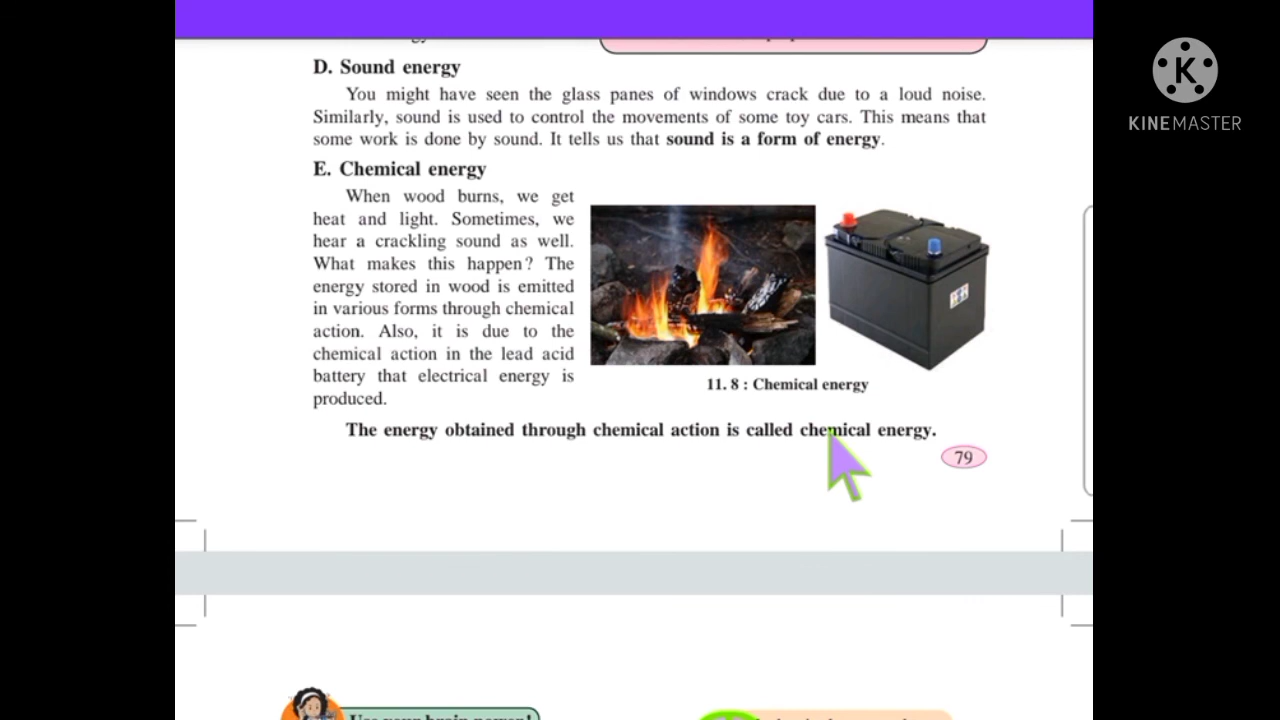 D. Sound energy
You might have seen the glass panes of windows crack due to a loud noise.
Similarly, sound is used to control the movements of some toy cars. This means that
some work is done by sound. It tells us that sound is a form of energy.
E. Chemical energy
When wood burns, we get
heat and light. Sometimes, we
hear a crackling sound as well.
What makes this happen? The
energy stored in wood is emitted
in various forms through chemical
action. Also, it is due to the
chemical action in the lead acid
battery that electrical energy is
produced.
11. 8 : Chemical energy
The energy obtained through chemical action is called chemical energy.
79
Use your brain power!
K
KINEMASTER